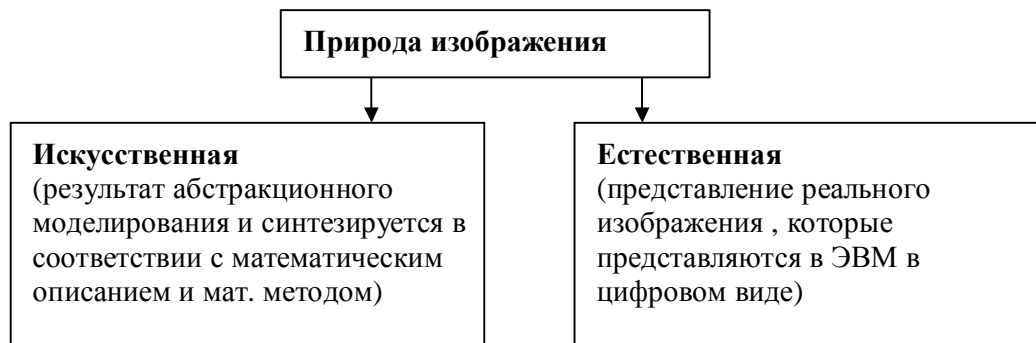 Природа изображения
Искусственная
(результат абстракционного
моделирования и синтезируется в
соответствии с математическим
описанием и мат. методом)
Естественная
(представление реального
изображения , которые
представляются в ЭВМ в
цифровом виде)